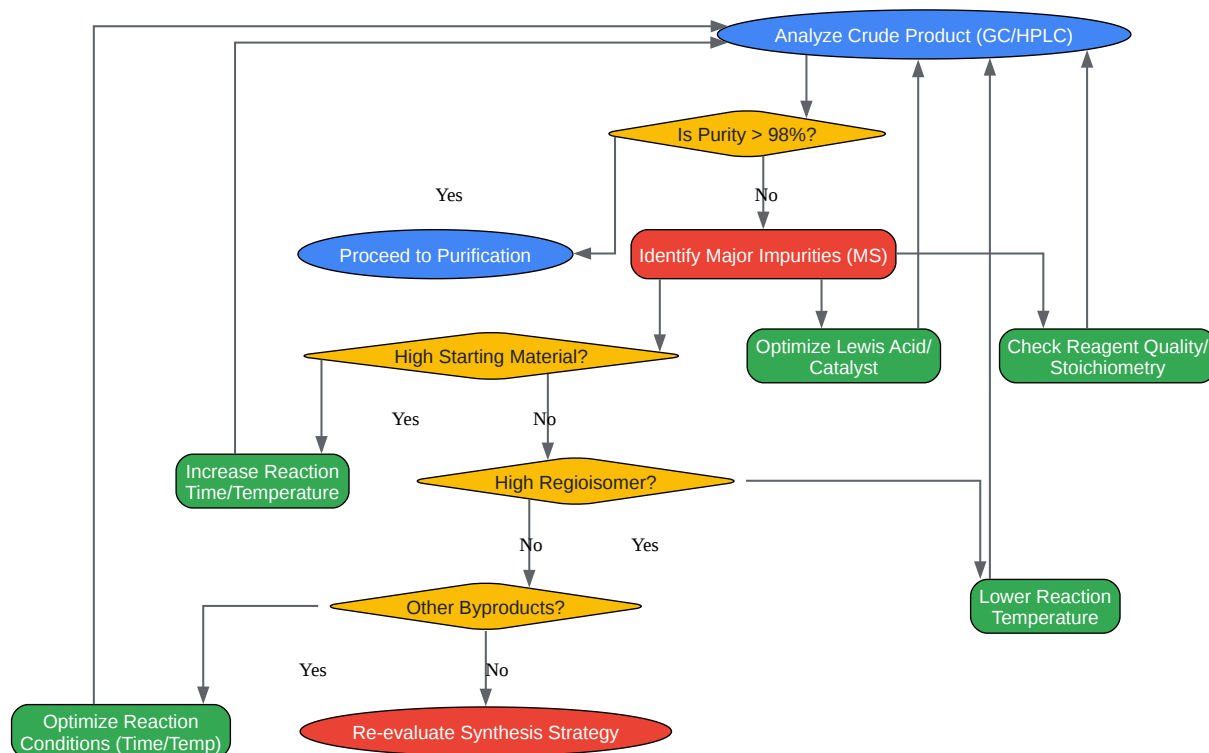 Analyze Crude Product (GC/HPLC)
Is Purity > 98%?
Yes
No
Proceed to Purification
Identify Major Impurities (MS)
High Starting Material?
Optimize Lewis Acid/
Catalyst
Check Reagent Quality/
Stoichiometry
Yes
No
Increase Reaction
Time/Temperature
High Regioisomer?
No
Yes
Other Byproducts?
Lower Reaction
Temperature
Yes
No
Optimize Reaction
Conditions (Time/Temp)
Re-evaluate Synthesis Strategy